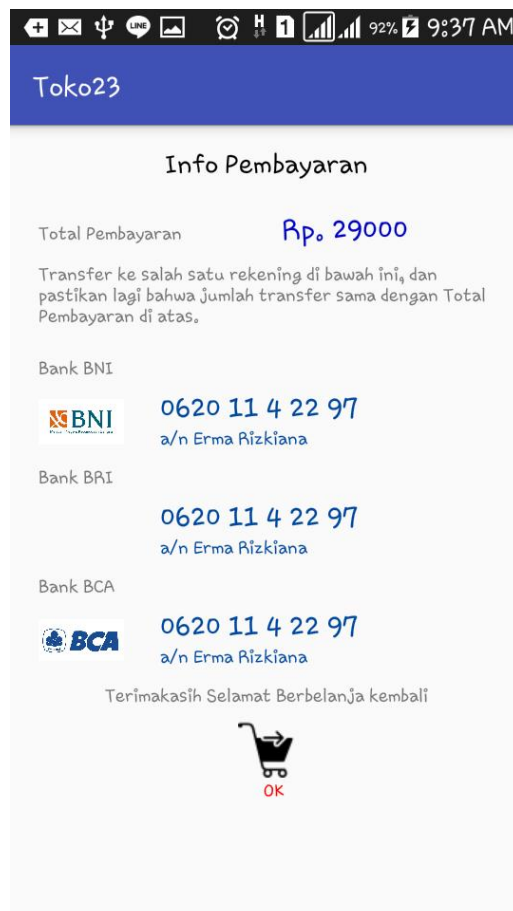 LINE H 1 92% 9:37 AM
Toko23
Info Pembayaran
Total Pembayaran Rp. 29000
Transfer ke salah satu rekening di bawah ini, dan
pastikan lagi bahwa jumlah transfer sama dengan Total
Pembayaran di atas.
Bank BNI
BNI 0620 11 4 22 97
a/n Erma Rizkiana
Bank BRI
0620 11 4 22 97
a/n Erma Rizkiana
Bank BCA
BCA 0620 11 4 22 97
a/n Erma Rizkiana
Terimakasih Selamat Berbelanja kembali
OK